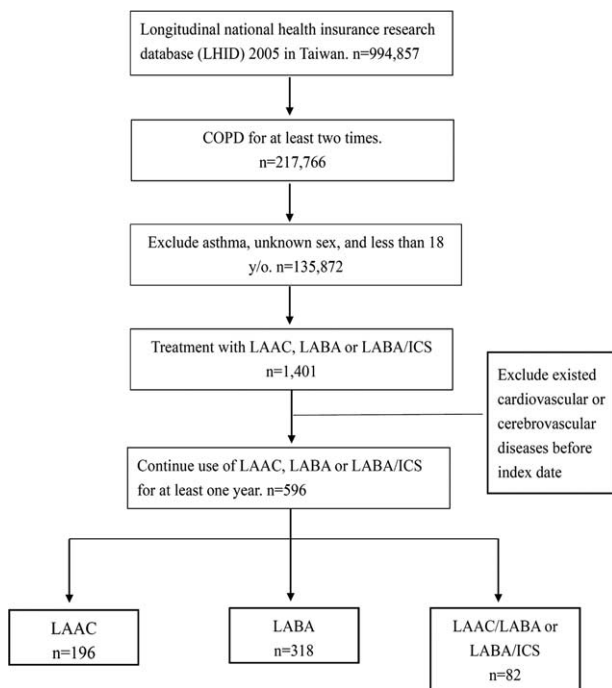 Longitudinal national health insurance research
database (LHID) 2005 in Taiwan. n=994,857
COPD for at least two times.
n=217,766
Exclude asthma, unknown sex, and less than 18
y/o. n=135,872
Treatment with LAAC, LABA or LABA/ICS
n=1,401
Exclude existed
cardiovascular or
cerebrovascular
diseases before
index date
Continue use of LAAC, LABA or LABA/ICS
for at least one year. n=596
LAAC
n=196
LABA
n=318
LAAC/LABA or
LABA/ICS
n=82